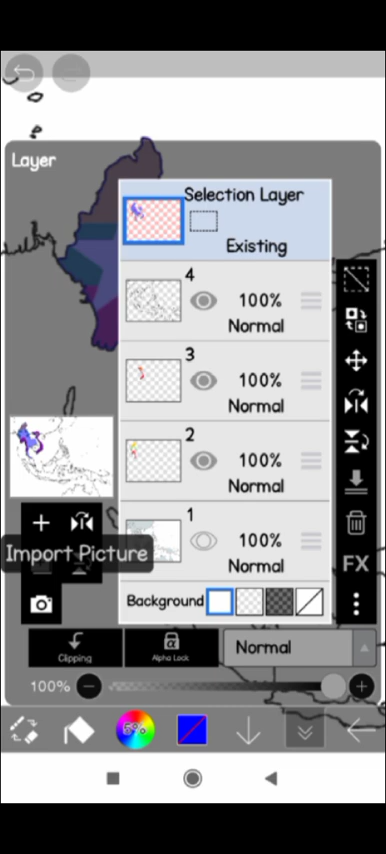 Layer
Selection Layer
Existing
4
100%
Normal
3
100%
Normal
2
100%
Normal
1
100%
Normal
Import Picture
FX
Background
Clipping
α
Alpha Lock
Normal
100%
5%